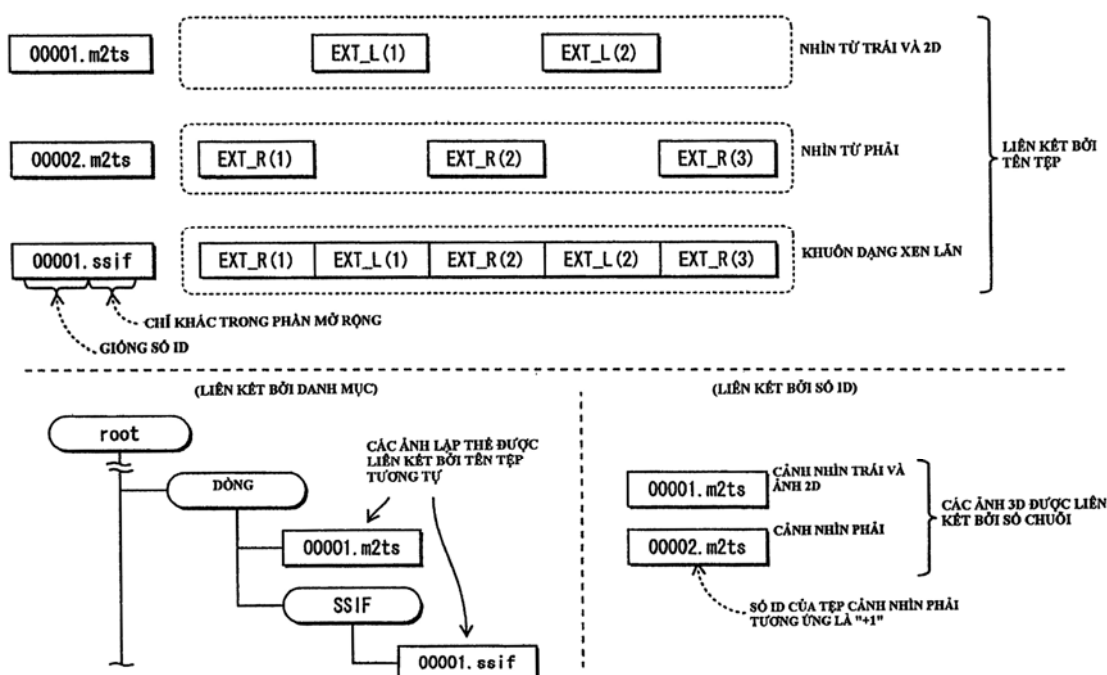 00001.m2ts
EXT_L(1)
EXT_L(2)
NHÌN TỪ TRÁI VÀ 2D
00002.m2ts
EXT_R(1)
EXT_R(2)
EXT_R(3)
NHÌN TỪ PHẢI
LIÊN KẾT BỞI
TÊN TỆP
00001.ssif
EXT_R(1)
EXT_L(1)
EXT_R(2)
EXT_L(2)
EXT_R(3)
KHUÔN DẠNG XEN LẪN
CHỈ KHÁC TRONG PHẦN MỞ RỘNG
GIỐNG SỐ ID
(LIÊN KẾT BỞI DANH MỤC)
root
DÒNG
CÁC ẢNH LẬP THỂ ĐƯỢC
LIÊN KẾT BỞI TÊN TỆP
TƯƠNG TỰ
00001.m2ts
SSIF
00001.ssif
(LIÊN KẾT BỞI SỐ ID)
00001.m2ts
CẢNH NHÌN TRÁI VÀ
ẢNH 2D
00002.m2ts
CẢNH NHÌN PHẢI
CÁC ẢNH 3D ĐƯỢC LIÊN
KẾT BỞI SỐ CHUỖI
SỐ ID CỦA TỆP CẢNH NHÌN PHẢI
TƯƠNG ỨNG LÀ "+1"